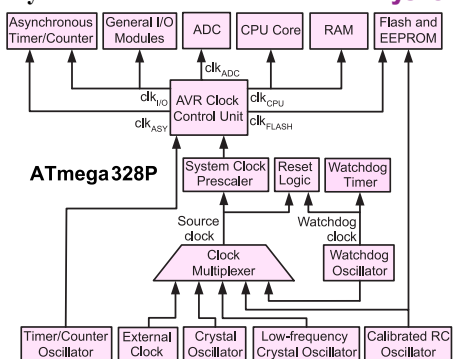 Asynchronous
Timer/Counter
General I/O
Modules
ADC
CPU Core
RAM
Flash and
EEPROM
clkADC
clkI/O
clkASY
AVR Clock
Control Unit
clkCPU
clkFLASH
ATmega328P
System Clock
Prescaler
Reset
Logic
Watchdog
Timer
Source
clock
Watchdog
clock
Clock
Multiplexer
Watchdog
Oscillator
Timer/Counter
Oscillator
External
Clock
Crystal
Oscillator
Low-frequency
Crystal Oscillator
Calibrated RC
Oscillator